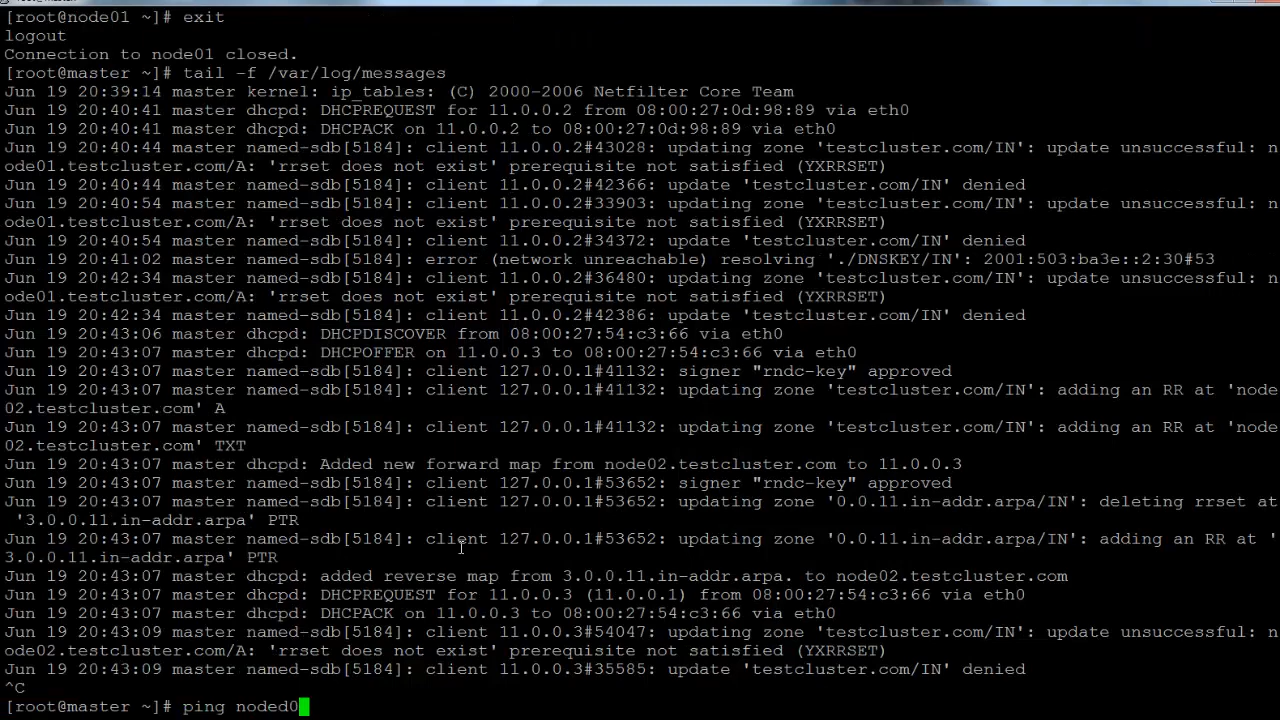 [root@node01 ~]# exit
logout
Connection to node01 closed.
[root@master ~]# tail -f /var/log/messages
Jun 19 20:39:14 master kernel: ip_tables: (C) 2000-2006 Netfilter Core Team
Jun 19 20:40:41 master dhcpd: DHCPREQUEST for 11.0.0.2 from 08:00:27:0d:98:89 via eth0
Jun 19 20:40:41 master dhcpd: DHCPACK on 11.0.0.2 to 08:00:27:0d:98:89 via eth0
Jun 19 20:40:44 master named-sdb[5184]: client 11.0.0.2#43028: updating zone 'testcluster.com/IN': update unsuccessful: n
ode01.testcluster.com/A: 'rrset does not exist' prerequisite not satisfied (YXRRSET)
Jun 19 20:40:44 master named-sdb[5184]: client 11.0.0.2#42366: update 'testcluster.com/IN' denied
Jun 19 20:40:54 master named-sdb[5184]: client 11.0.0.2#33903: updating zone 'testcluster.com/IN': update unsuccessful: n
ode01.testcluster.com/A: 'rrset does not exist' prerequisite not satisfied (YXRRSET)
Jun 19 20:40:54 master named-sdb[5184]: client 11.0.0.2#34372: update 'testcluster.com/IN' denied
Jun 19 20:41:02 master named-sdb[5184]: error (network unreachable) resolving './DNSKEY/IN': 2001:503:ba3e::2:30#53
Jun 19 20:42:34 master named-sdb[5184]: client 11.0.0.2#36480: updating zone 'testcluster.com/IN': update unsuccessful: n
ode01.testcluster.com/A: 'rrset does not exist' prerequisite not satisfied (YXRRSET)
Jun 19 20:42:34 master named-sdb[5184]: client 11.0.0.2#42386: update 'testcluster.com/IN' denied
Jun 19 20:43:06 master dhcpd: DHCPDISCOVER from 08:00:27:54:c3:66 via eth0
Jun 19 20:43:07 master dhcpd: DHCPOFFER on 11.0.0.3 to 08:00:27:54:c3:66 via eth0
Jun 19 20:43:07 master named-sdb[5184]: client 127.0.0.1#41132: signer "rndc-key" approved
Jun 19 20:43:07 master named-sdb[5184]: client 127.0.0.1#41132: updating zone 'testcluster.com/IN': adding an RR at 'node
02.testcluster.com' A
Jun 19 20:43:07 master named-sdb[5184]: client 127.0.0.1#41132: updating zone 'testcluster.com/IN': adding an RR at 'node
02.testcluster.com' TXT
Jun 19 20:43:07 master dhcpd: Added new forward map from node02.testcluster.com to 11.0.0.3
Jun 19 20:43:07 master named-sdb[5184]: client 127.0.0.1#53652: signer "rndc-key" approved
Jun 19 20:43:07 master named-sdb[5184]: client 127.0.0.1#53652: updating zone '0.0.11.in-addr.arpa/IN': deleting rrset at
'3.0.0.11.in-addr.arpa' PTR
Jun 19 20:43:07 master named-sdb[5184]: client 127.0.0.1#53652: updating zone '0.0.11.in-addr.arpa/IN': adding an RR at '
3.0.0.11.in-addr.arpa' PTR
Jun 19 20:43:07 master dhcpd: added reverse map from 3.0.0.11.in-addr.arpa. to node02.testcluster.com
Jun 19 20:43:07 master dhcpd: DHCPREQUEST for 11.0.0.3 (11.0.0.1) from 08:00:27:54:c3:66 via eth0
Jun 19 20:43:07 master dhcpd: DHCPACK on 11.0.0.3 to 08:00:27:54:c3:66 via eth0
Jun 19 20:43:09 master named-sdb[5184]: client 11.0.0.3#54047: updating zone 'testcluster.com/IN': update unsuccessful: n
ode02.testcluster.com/A: 'rrset does not exist' prerequisite not satisfied (YXRRSET)
Jun 19 20:43:09 master named-sdb[5184]: client 11.0.0.3#35585: update 'testcluster.com/IN' denied
^C
[root@master ~]# ping noded0